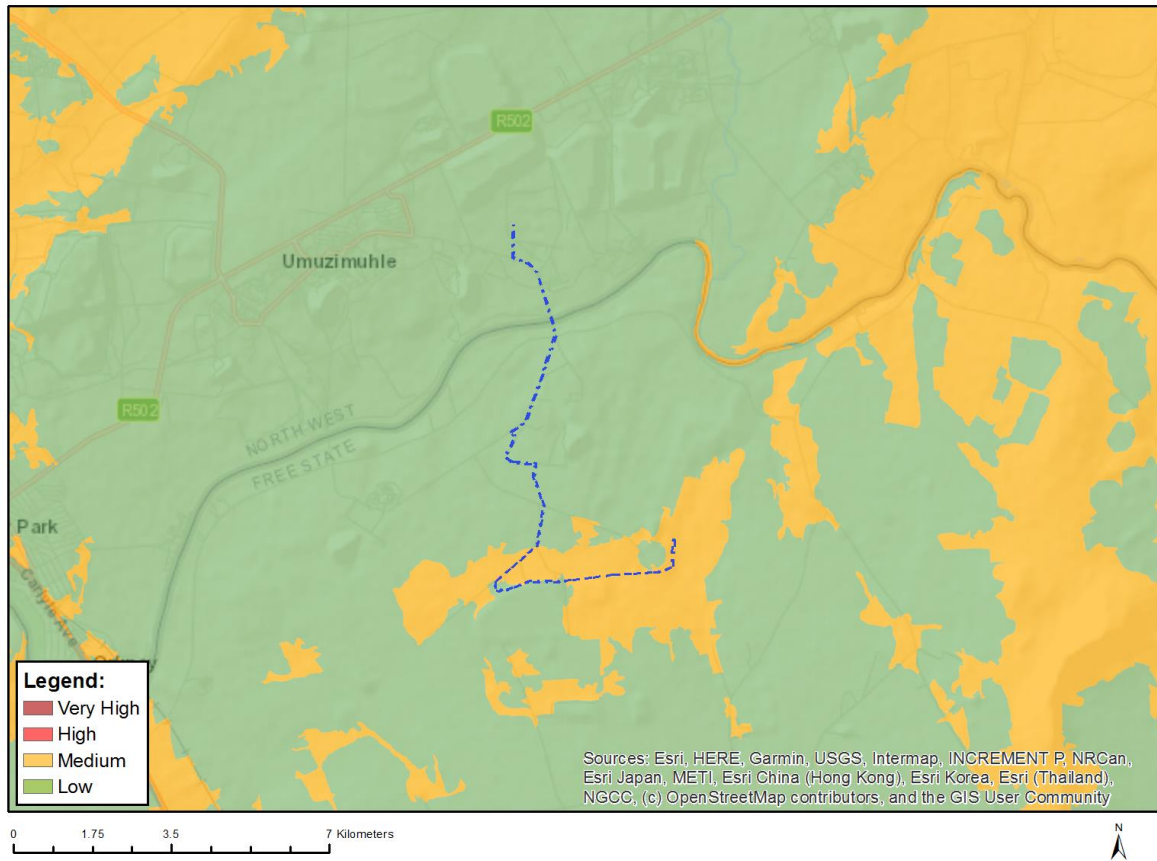 R502
Umuzimuhle
R502
NORTH WEST
FREE STATE
Park
Carlyle Ave
Legend:
Very High
High
Medium
Low
Sources: Esri, HERE, Garmin, USGS, Intermap, INCREMENT P, NRCan,
Esri Japan, METI, Esri China (Hong Kong), Esri Korea, Esri (Thailand),
NGCC, (c) OpenStreetMap contributors, and the GIS User Community
0 1.75 3.5 7 Kilometers
N